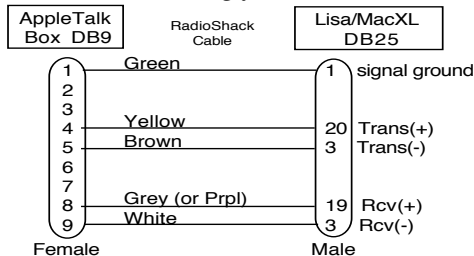 AppleTalk
Box DB9
RadioShack
Cable
Lisa/MacXL
DB25
1 Green 1 signal ground
2
3
4 Yellow 20 Trans(+)
5 Brown 3 Trans(-)
6
7
8 Grey (or Prpl) 19 Rcv(+)
9 White 3 Rcv(-)
Female Male